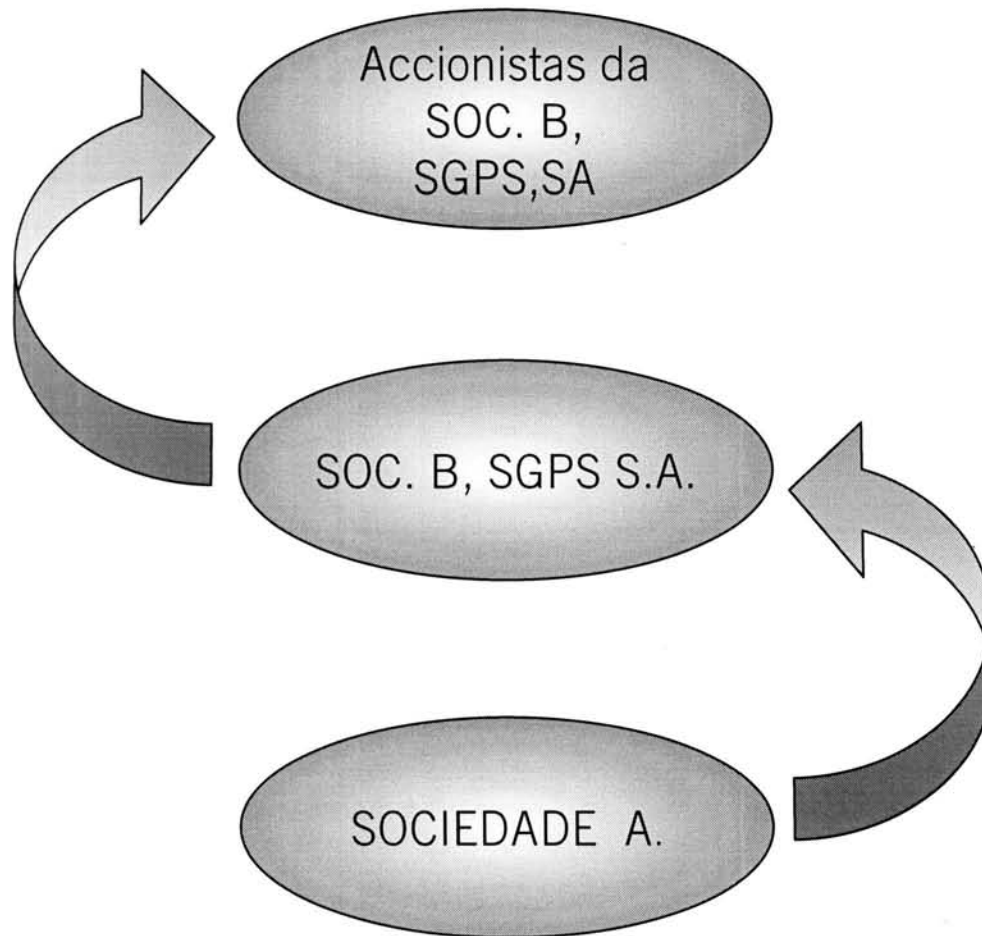 Accionistas da
SOC. B,
SGPS,SA
SOC. B, SGPS S.A.
SOCIEDADE A.